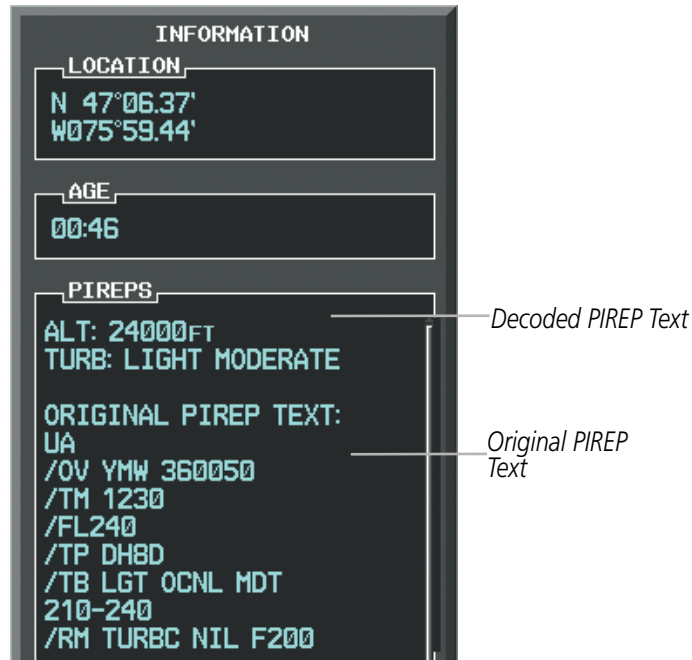 INFORMATION
LOCATION
N 47°06.37'
W075°59.44'
AGE
00:46
PIREPS
ALT: 24000FT
TURB: LIGHT MODERATE
ORIGINAL PIREP TEXT:
UA
/OV YMW 360050
/TM 1230
/FL240
/TP DH8D
/TB LGT OCNL MDT
210-240
/RM TURBC NIL F200
Decoded PIREP Text
Original PIREP
Text